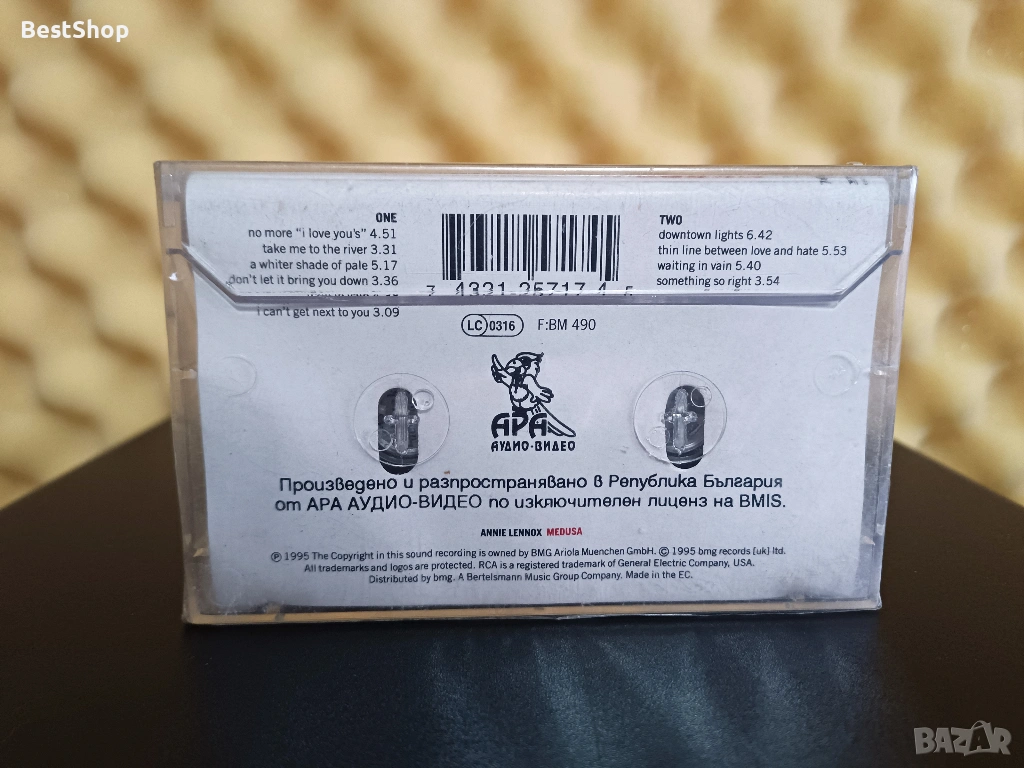 BestShop
ONE
no more "i love you's" 4.51
take me to the river 3.31
a whiter shade of pale 5.17
don't let it bring you down 3.36
i can't get next to you 3.09
TWO
downtown lights 6.42
thin line between love and hate 5.53
waiting in vain 5.40
something so right 3.54
7 4321 25717 4
LC 0316 F:BM 490
АРА
АУДИО-ВИДЕО
Произведено и разпространявано в Република България
от АРА АУДИО-ВИДЕО по изключителен лиценз на BMIS.
ANNIE LENNOX MEDUSA
℗ 1995 The Copyright in this sound recording is owned by BMG Ariola Muenchen GmbH. © 1995 bmg records [uk] ltd.
All trademarks and logos are protected. RCA is a registered trademark of General Electric Company, USA.
Distributed by bmg. A Bertelsmann Music Group Company. Made in the EC.
BAZAR